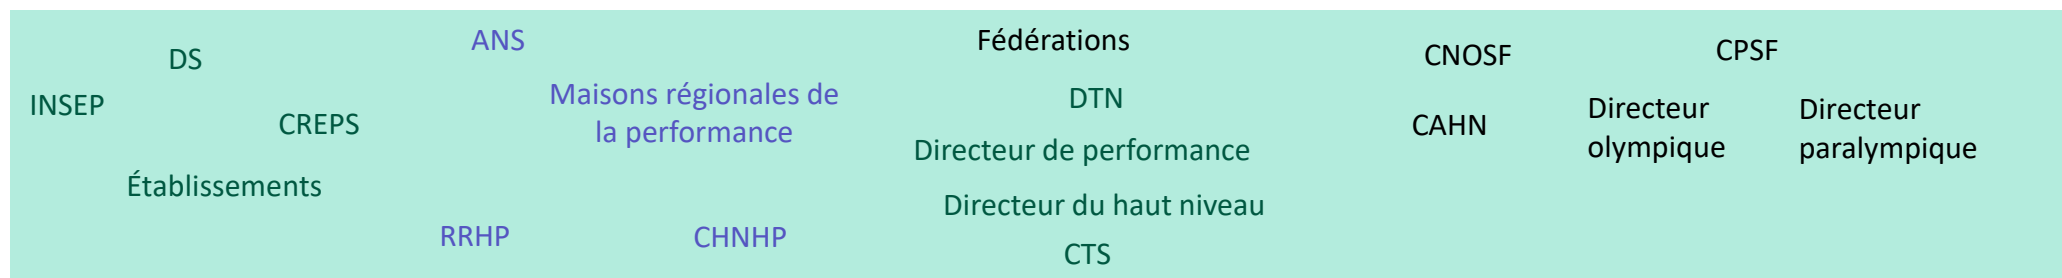 DS
INSEP
CREPS
Établissements
ANS
Maisons régionales de
la performance
RRHP
CHNHP
Fédérations
DTN
Directeur de performance
Directeur du haut niveau
CTS
CNOSF
CPSF
CAHN
Directeur
olympique
Directeur
paralympique